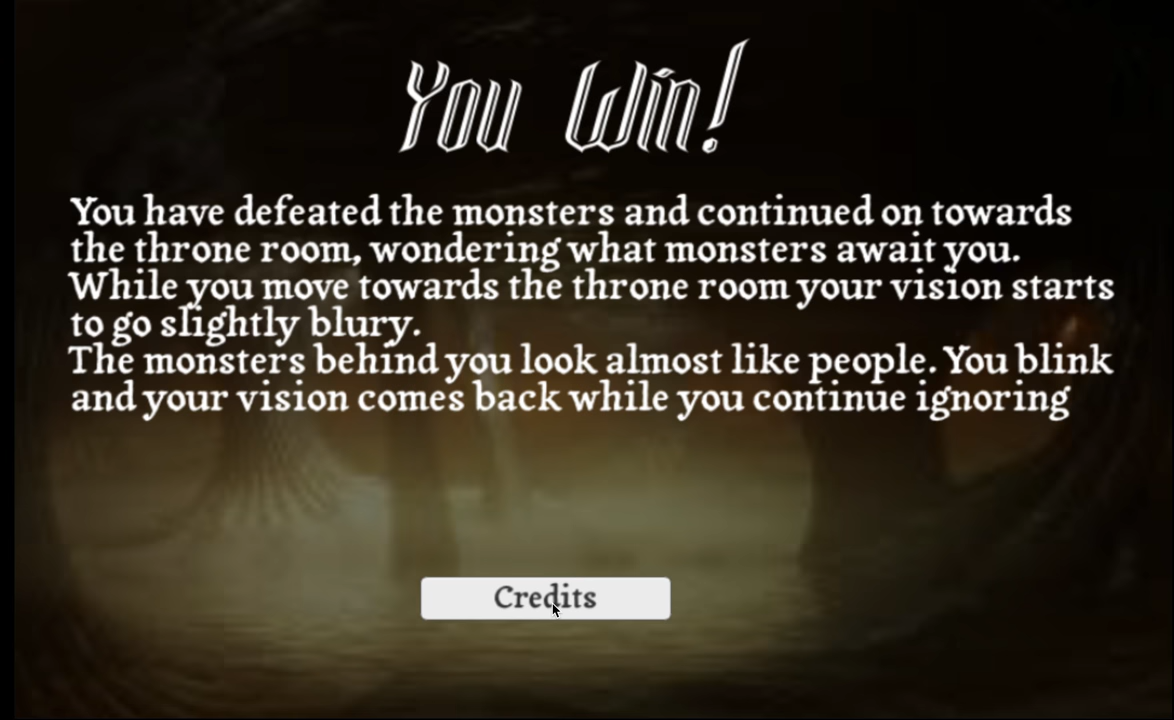 You Win!
You have defeated the monsters and continued on towards
the throne room, wondering what monsters await you.
While you move towards the throne room your vision starts
to go slightly blury.
The monsters behind you look almost like people. You blink
and your vision comes back while you continue ignoring
Credits